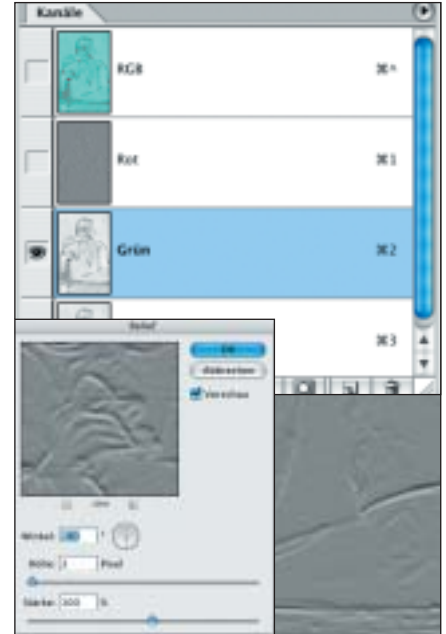 Kanäle
RGB ⌘^
Rot ⌘1
Grün ⌘2
⌘3
Relief
OK
Abbrechen
Vorschau
Winkel: °
Höhe: Pixel
Stärke: %